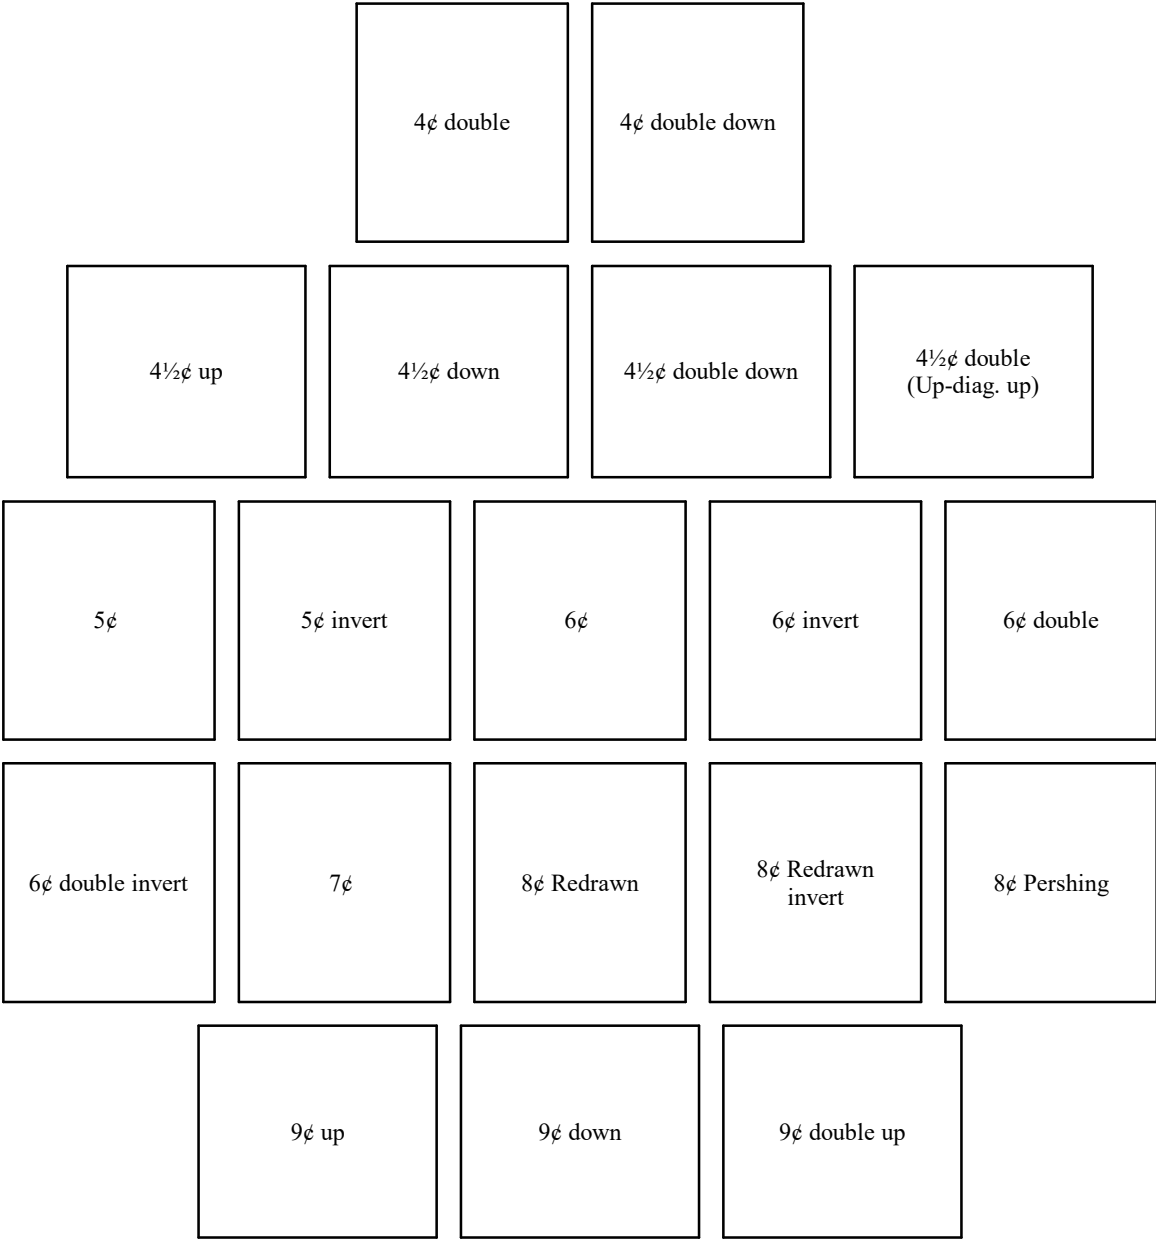 4¢ double
4¢ double down
4½¢ up
4½¢ down
4½¢ double down
4½¢ double
(Up-diag. up)
5¢
5¢ invert
6¢
6¢ invert
6¢ double
6¢ double invert
7¢
8¢ Redrawn
8¢ Redrawn
invert
8¢ Pershing
9¢ up
9¢ down
9¢ double up